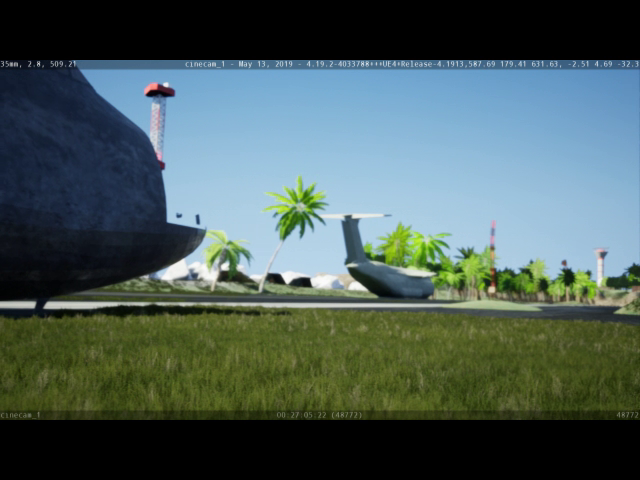 35mm, 2.8, 509.21
cinecam_1 - May 13, 2019 - 4.19.2-4033788+++UE4+Release-4.19
13,587.69 179.41 631.63, -2.51 4.69 -32.3
cinecam_1
00:27:05:22 (48772)
48772